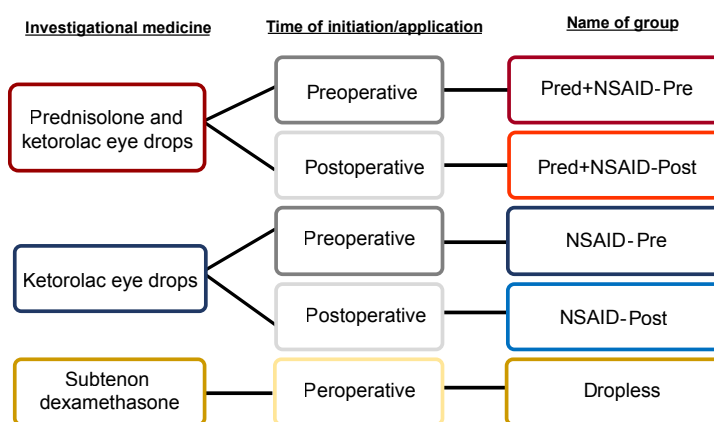 Investigational medicine
Time of initiation/application
Name of group
Prednisolone and
ketorolac eye drops
Preoperative
Pred+NSAID-Pre
Postoperative
Pred+NSAID-Post
Ketorolac eye drops
Preoperative
NSAID-Pre
Postoperative
NSAID-Post
Subtenon
dexamethasone
Peroperative
Dropless